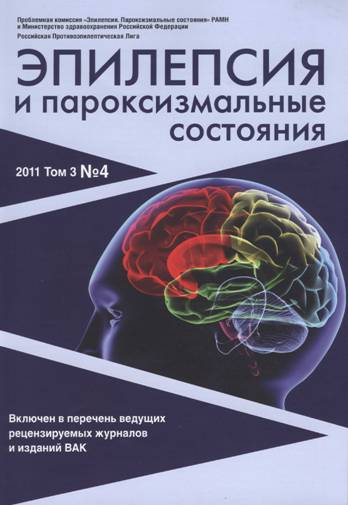 Проблемная комиссия «Эпилепсия. Пароксизмальные состояния» РАМН
и Министерство здравоохранения Российской Федерации
Российская Противоэпилептическая Лига
ЭПИЛЕПСИЯ
и пароксизмальные
состояния
2011 Том 3 №4
Включен в перечень ведущих
рецензируемых журналов
и изданий ВАК